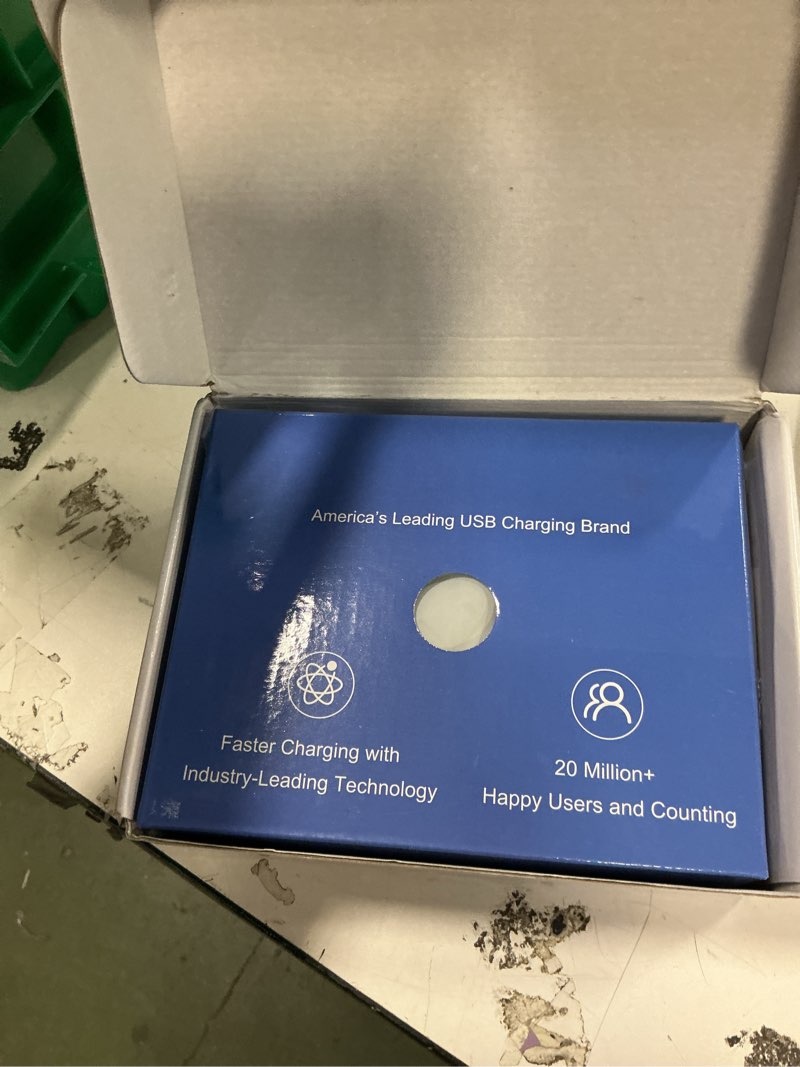 America's Leading USB Charging Brand
Faster Charging with
Industry-Leading Technology
20 Million+
Happy Users and Counting